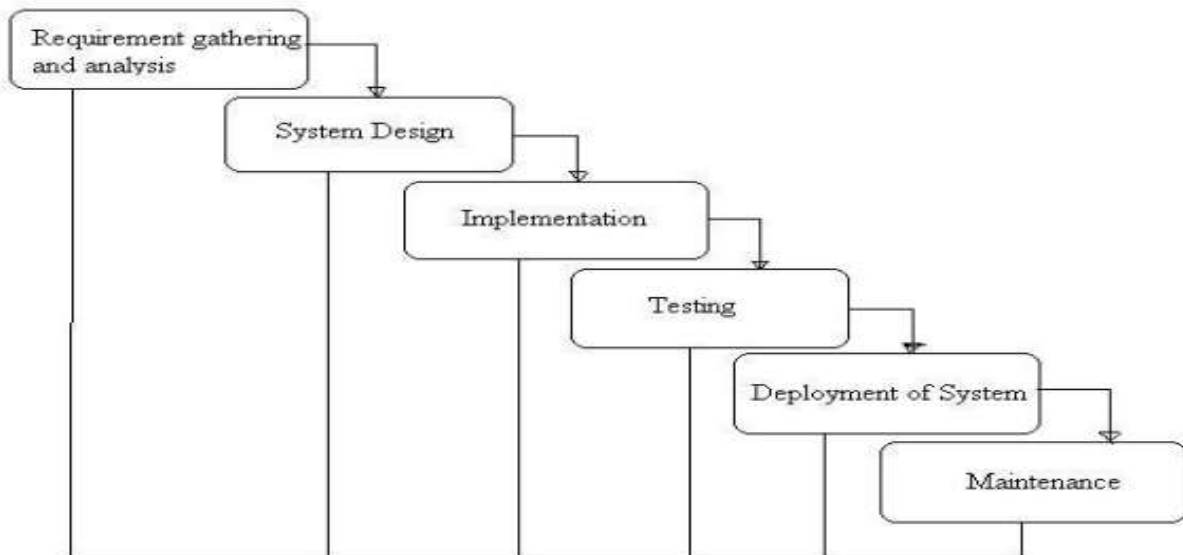 Requirement gathering
and analysis
System Design
Implementation
Testing
Deployment of System
Maintenance